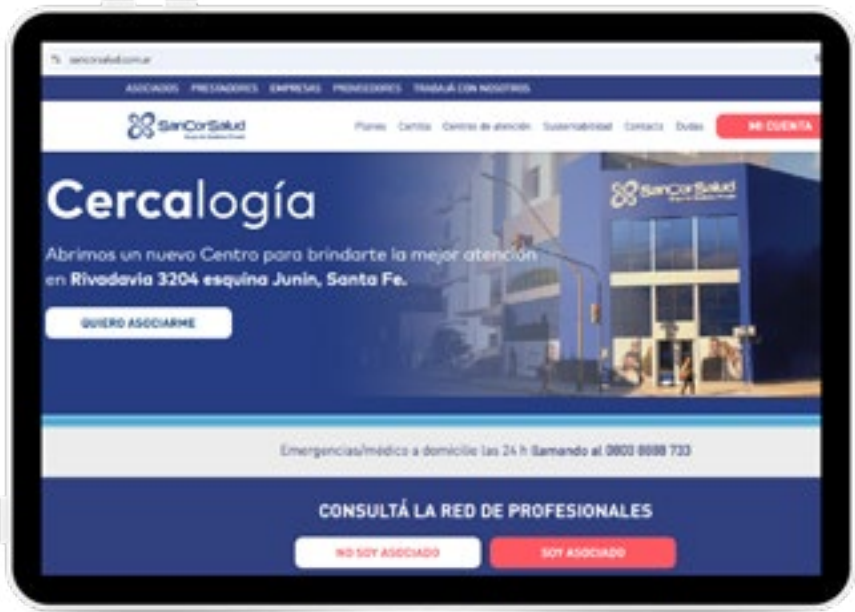 sancorsalud.com.ar
ASOCIADOS PRESTADORES EMPRESAS PROVEEDORES TRABAJÁ CON NOSOTROS
SanCorSalud
Planes Cartilla Centros de atención Sustentabilidad Contacto Dudas MI CUENTA
SanCorSalud
Cercalogía
Abrimos un nuevo Centro para brindarte la mejor atención
en Rivadavia 3204 esquina Junín, Santa Fe.
QUIERO ASOCIARME
Emergencias/médico a domicilio las 24 h llamando al 0803 8888 733
CONSULTÁ LA RED DE PROFESIONALES
NO SOY ASOCIADO SOY ASOCIADO